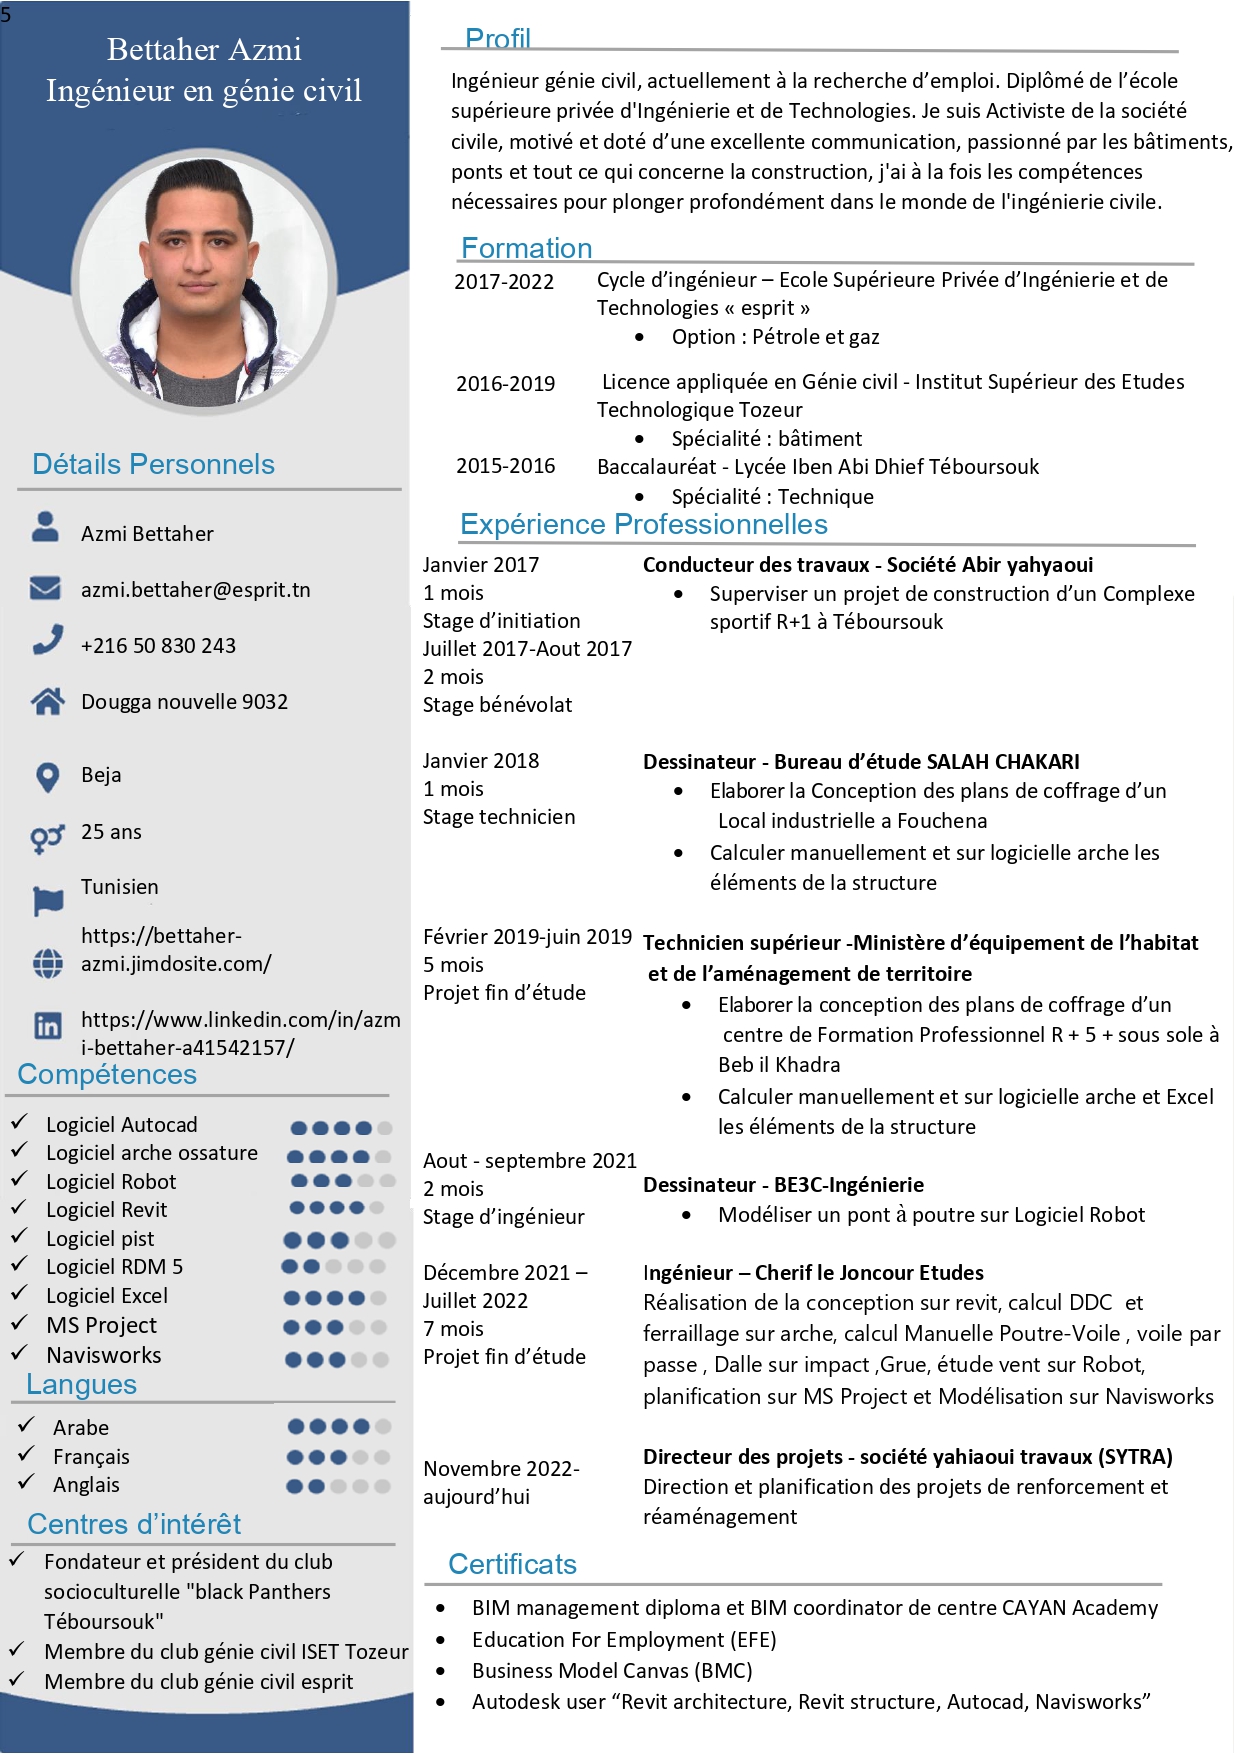 5
Bettaher Azmi
Ingénieur en génie civil
Détails Personnels
Azmi Bettaher
azmi.bettaher@esprit.tn
+216 50 830 243
Dougga nouvelle 9032
Beja
25 ans
Tunisien
https://bettaher-
azmi.jimdosite.com/
https://www.linkedin.com/in/azm
i-bettaher-a41542157/
Compétences
Logiciel Autocad
Logiciel arche ossature
Logiciel Robot
Logiciel Revit
Logiciel pist
Logiciel RDM 5
Logiciel Excel
MS Project
Navisworks
Langues
Arabe
Français
Anglais
Centres d’intérêt
Fondateur et président du club
socioculturelle "black Panthers
Téboursouk"
Membre du club génie civil ISET Tozeur
Membre du club génie civil esprit
Profil
Ingénieur génie civil, actuellement à la recherche d’emploi. Diplômé de l’école
supérieure privée d'Ingénierie et de Technologies. Je suis Activiste de la société
civile, motivé et doté d’une excellente communication, passionné par les bâtiments,
ponts et tout ce qui concerne la construction, j'ai à la fois les compétences
nécessaires pour plonger profondément dans le monde de l'ingénierie civile.
Formation
2017-2022 Cycle d’ingénieur – Ecole Supérieure Privée d’Ingénierie et de
Technologies « esprit »
• Option : Pétrole et gaz
2016-2019 Licence appliquée en Génie civil - Institut Supérieur des Etudes
Technologique Tozeur
• Spécialité : bâtiment
2015-2016 Baccalauréat - Lycée Iben Abi Dhief Téboursouk
• Spécialité : Technique
Expérience Professionnelles
Janvier 2017
1 mois
Stage d’initiation
Juillet 2017-Aout 2017
2 mois
Stage bénévolat
Conducteur des travaux - Société Abir yahyaoui
• Superviser un projet de construction d’un Complexe
sportif R+1 à Téboursouk
Janvier 2018
1 mois
Stage technicien
Dessinateur - Bureau d’étude SALAH CHAKARI
• Elaborer la Conception des plans de coffrage d’un
Local industrielle a Fouchena
• Calculer manuellement et sur logicielle arche les
éléments de la structure
Février 2019-juin 2019
5 mois
Projet fin d’étude
Technicien supérieur -Ministère d’équipement de l’habitat
et de l’aménagement de territoire
• Elaborer la conception des plans de coffrage d’un
centre de Formation Professionnel R + 5 + sous sole à
Beb il Khadra
• Calculer manuellement et sur logicielle arche et Excel
les éléments de la structure
Aout - septembre 2021
2 mois
Stage d’ingénieur
Dessinateur - BE3C-Ingénierie
• Modéliser un pont à poutre sur Logiciel Robot
Décembre 2021 –
Juillet 2022
7 mois
Projet fin d’étude
Ingénieur – Cherif le Joncour Etudes
Réalisation de la conception sur revit, calcul DDC et
ferraillage sur arche, calcul Manuelle Poutre-Voile , voile par
passe , Dalle sur impact ,Grue, étude vent sur Robot,
planification sur MS Project et Modélisation sur Navisworks
Novembre 2022-
aujourd’hui
Directeur des projets - société yahiaoui travaux (SYTRA)
Direction et planification des projets de renforcement et
réaménagement
Certificats
• BIM management diploma et BIM coordinator de centre CAYAN Academy
• Education For Employment (EFE)
• Business Model Canvas (BMC)
• Autodesk user “Revit architecture, Revit structure, Autocad, Navisworks”